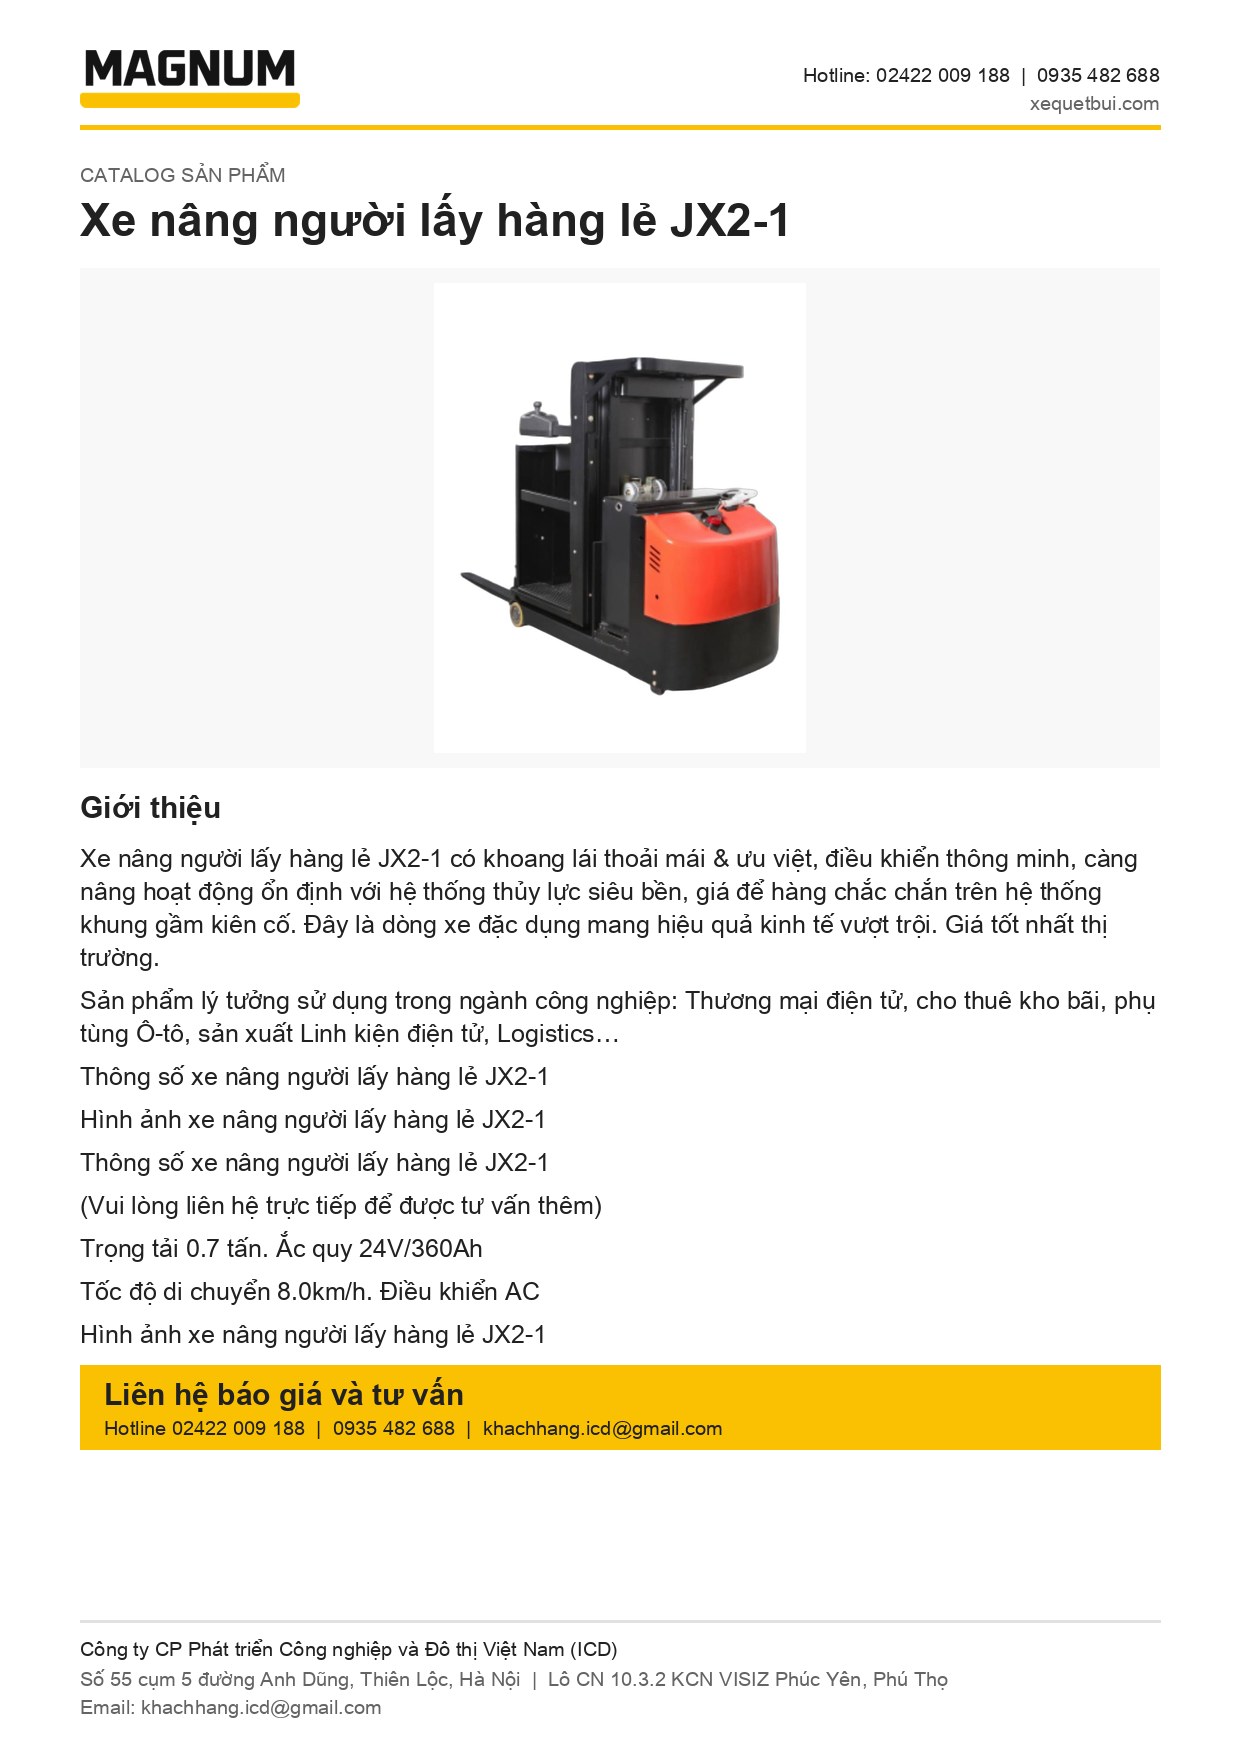 MAGNUM
Hotline: 02422 009 188 | 0935 482 688
xequetbui.com
CATALOG SẢN PHẨM
Xe nâng người lấy hàng lẻ JX2-1
Giới thiệu
Xe nâng người lấy hàng lẻ JX2-1 có khoang lái thoải mái & ưu việt, điều khiển thông minh, càng
nâng hoạt động ổn định với hệ thống thủy lực siêu bền, giá để hàng chắc chắn trên hệ thống
khung gầm kiên cố. Đây là dòng xe đặc dụng mang hiệu quả kinh tế vượt trội. Giá tốt nhất thị
trường.
Sản phẩm lý tưởng sử dụng trong ngành công nghiệp: Thương mại điện tử, cho thuê kho bãi, phụ
tùng Ô-tô, sản xuất Linh kiện điện tử, Logistics…
Thông số xe nâng người lấy hàng lẻ JX2-1
Hình ảnh xe nâng người lấy hàng lẻ JX2-1
Thông số xe nâng người lấy hàng lẻ JX2-1
(Vui lòng liên hệ trực tiếp để được tư vấn thêm)
Trọng tải 0.7 tấn. Ắc quy 24V/360Ah
Tốc độ di chuyển 8.0km/h. Điều khiển AC
Hình ảnh xe nâng người lấy hàng lẻ JX2-1
Liên hệ báo giá và tư vấn
Hotline 02422 009 188 | 0935 482 688 | khachhang.icd@gmail.com
Công ty CP Phát triển Công nghiệp và Đô thị Việt Nam (ICD)
Số 55 cụm 5 đường Anh Dũng, Thiên Lộc, Hà Nội | Lô CN 10.3.2 KCN VISIZ Phúc Yên, Phú Thọ
Email: khachhang.icd@gmail.com